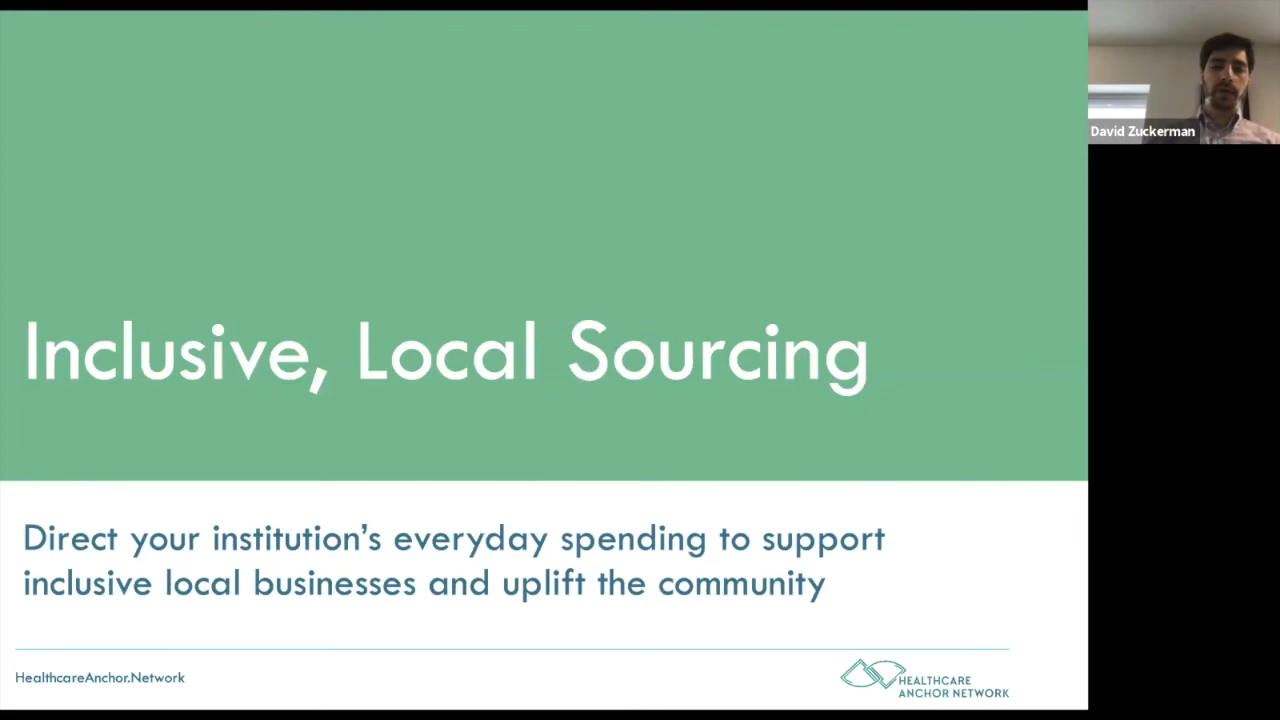 Inclusive, Local Sourcing
Direct your institution’s everyday spending to support
inclusive local businesses and uplift the community
HealthcareAnchor.Network
HEALTHCARE
ANCHOR NETWORK
David Zuckerman